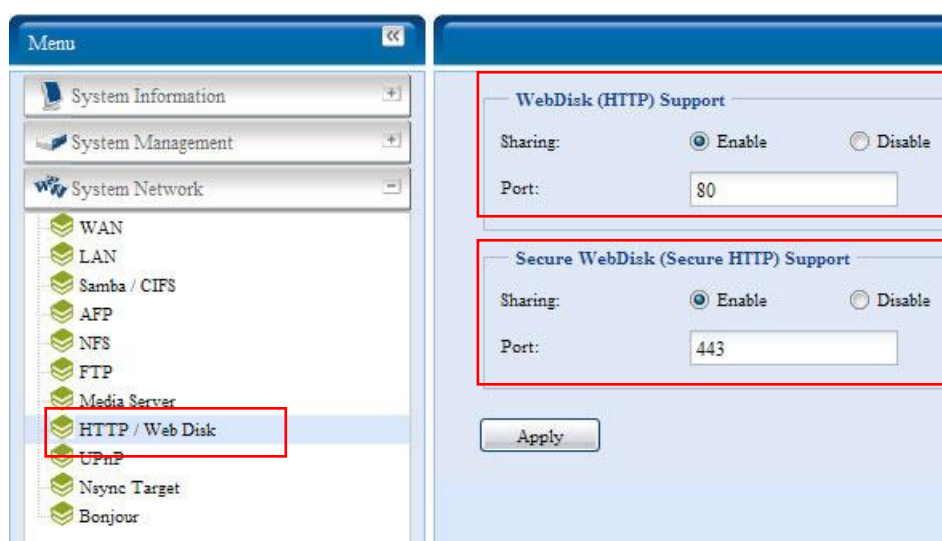 Menu
System Information
System Management
System Network
WAN
LAN
Samba / CIFS
AFP
NFS
FTP
Media Server
HTTP / Web Disk
UPnP
Nsync Target
Bonjour
WebDisk (HTTP) Support
Sharing: Enable Disable
Port: 80
Secure WebDisk (Secure HTTP) Support
Sharing: Enable Disable
Port: 443
Apply